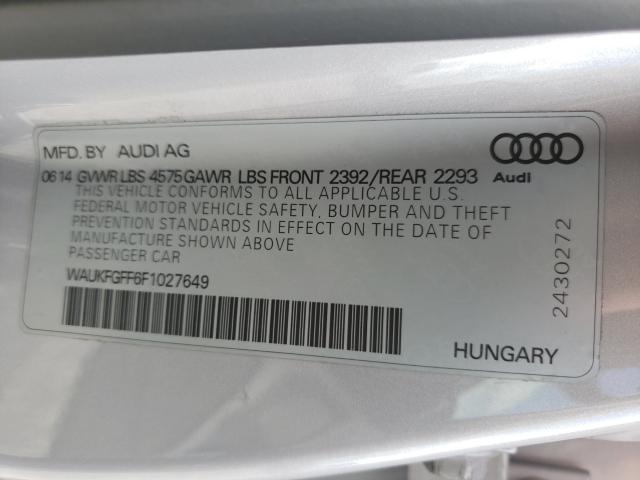 MFD. BY AUDI AG
0614 GVWR LBS 4575 GAWR LBS FRONT 2392/REAR 2293
THIS VEHICLE CONFORMS TO ALL APPLICABLE U.S.
FEDERAL MOTOR VEHICLE SAFETY, BUMPER AND THEFT
PREVENTION STANDARDS IN EFFECT ON THE DATE OF
MANUFACTURE SHOWN ABOVE
PASSENGER CAR
WAUKFGFF6F1027649
Audi
2430272
HUNGARY